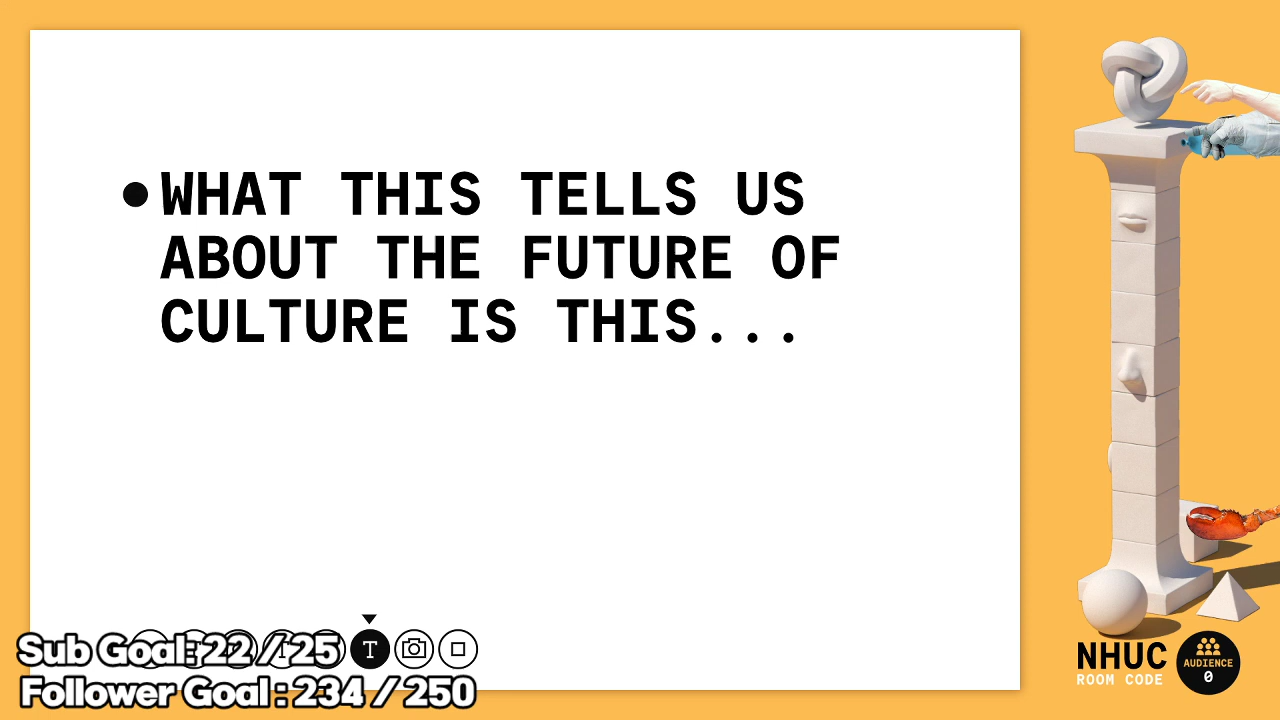 •WHAT THIS TELLS US
ABOUT THE FUTURE OF
CULTURE IS THIS...
T
Sub Goal: 22 / 25
Follower Goal : 234 / 250
NHUC
ROOM CODE
AUDIENCE
0